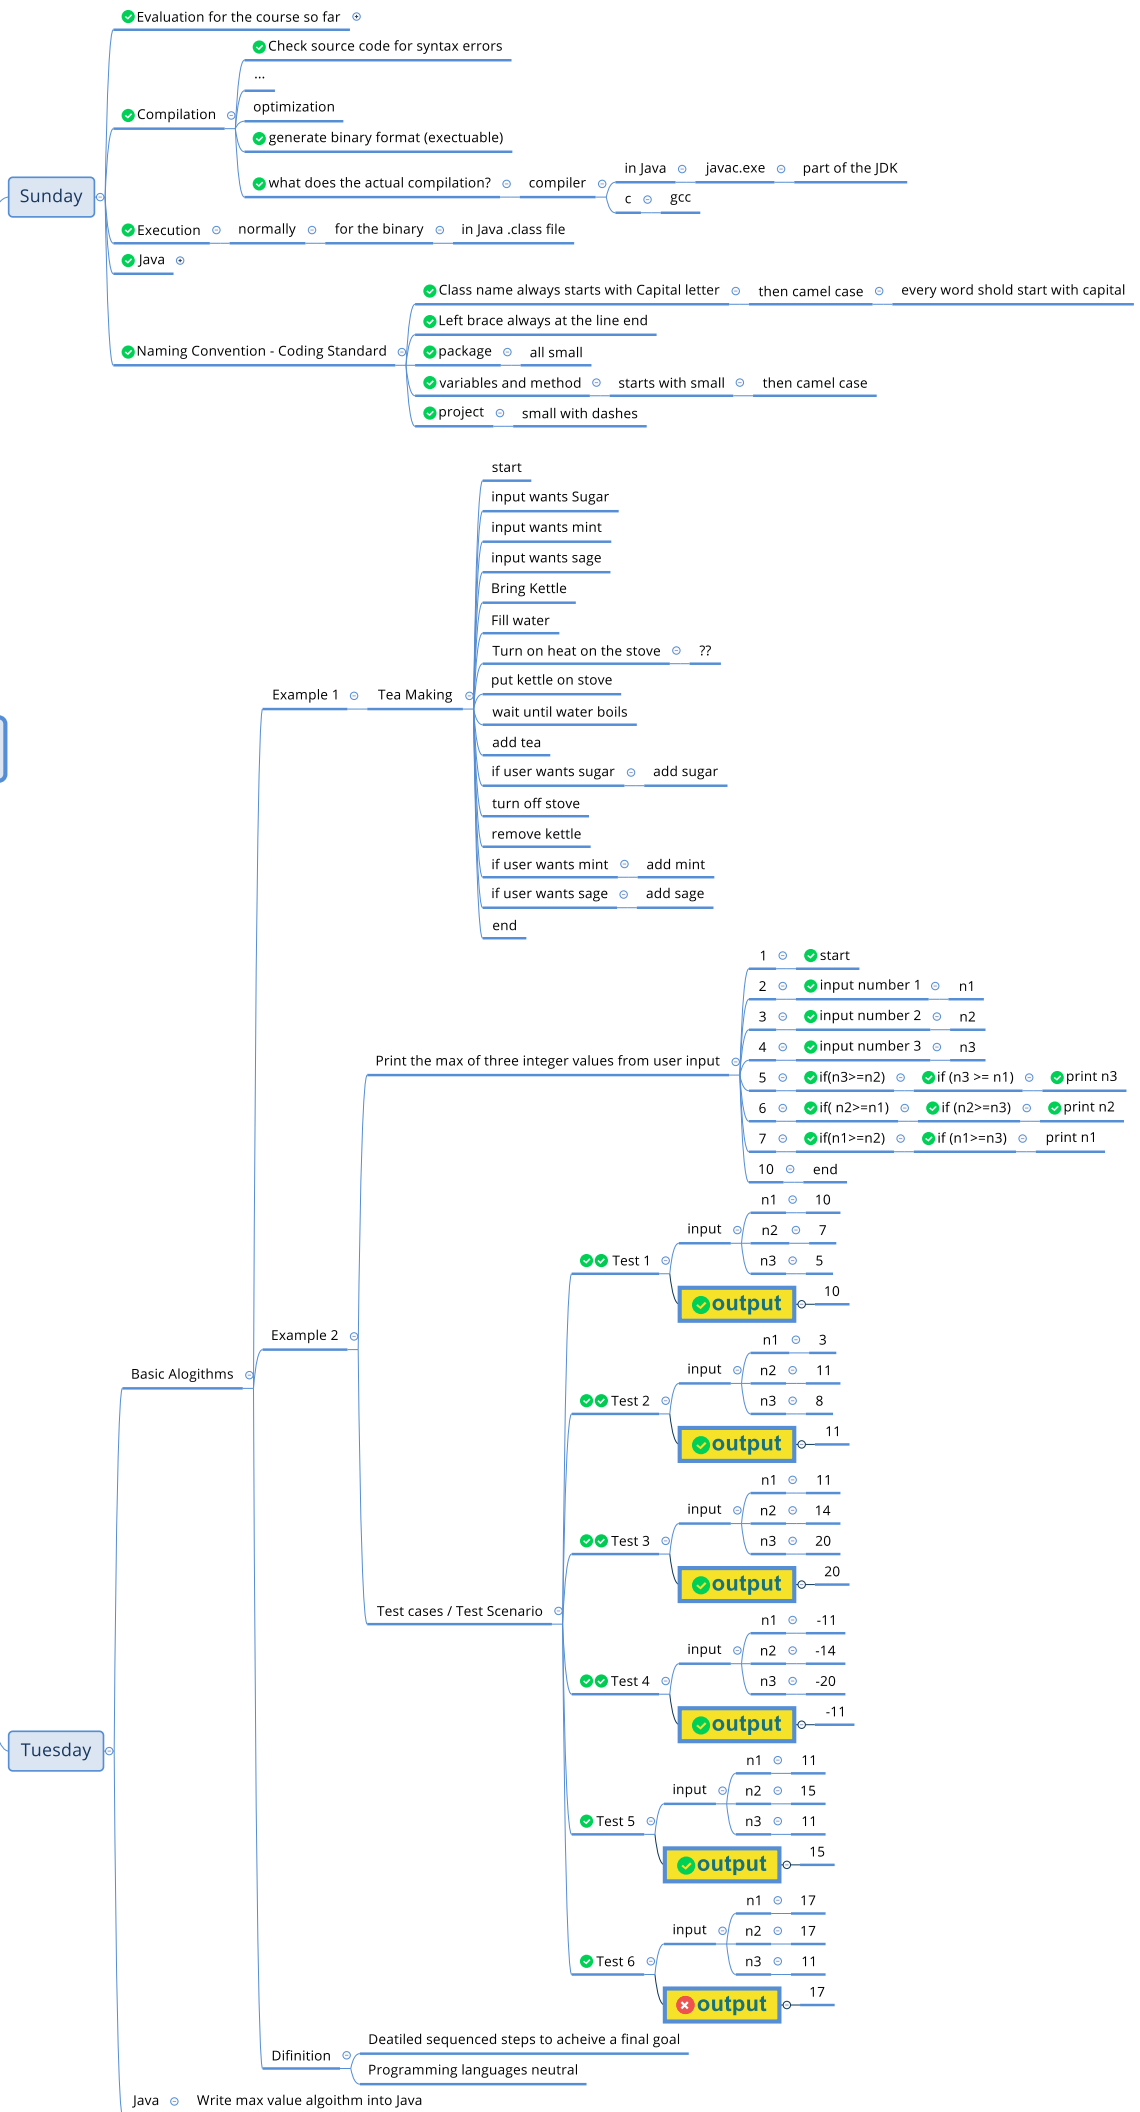 Sunday
Evaluation for the course so far
Compilation
Check source code for syntax errors
...
optimization
generate binary format (exectuable)
what does the actual compilation? compiler
in Java javac.exe part of the JDK
c gcc
Execution normally for the binary in Java .class file
Java
Naming Convention - Coding Standard
Class name always starts with Capital letter then camel case every word shold start with capital
Left brace always at the line end
package all small
variables and method starts with small then camel case
project small with dashes
Tuesday
Basic Alogithms
Example 1 Tea Making
start
input wants Sugar
input wants mint
input wants sage
Bring Kettle
Fill water
Turn on heat on the stove ??
put kettle on stove
wait until water boils
add tea
if user wants sugar add sugar
turn off stove
remove kettle
if user wants mint add mint
if user wants sage add sage
end
Example 2
Print the max of three integer values from user input
1 start
2 input number 1 n1
3 input number 2 n2
4 input number 3 n3
5 if(n3>=n2) if (n3 >= n1) print n3
6 if( n2>=n1) if (n2>=n3) print n2
7 if(n1>=n2) if (n1>=n3) print n1
10 end
Test cases / Test Scenario
Test 1
input
n1 10
n2 7
n3 5
output 10
Test 2
input
n1 3
n2 11
n3 8
output 11
Test 3
input
n1 11
n2 14
n3 20
output 20
Test 4
input
n1 -11
n2 -14
n3 -20
output -11
Test 5
input
n1 11
n2 15
n3 11
output 15
Test 6
input
n1 17
n2 17
n3 11
output 17
Difinition
Deatiled sequenced steps to acheive a final goal
Programming languages neutral
Java Write max value algoithm into Java